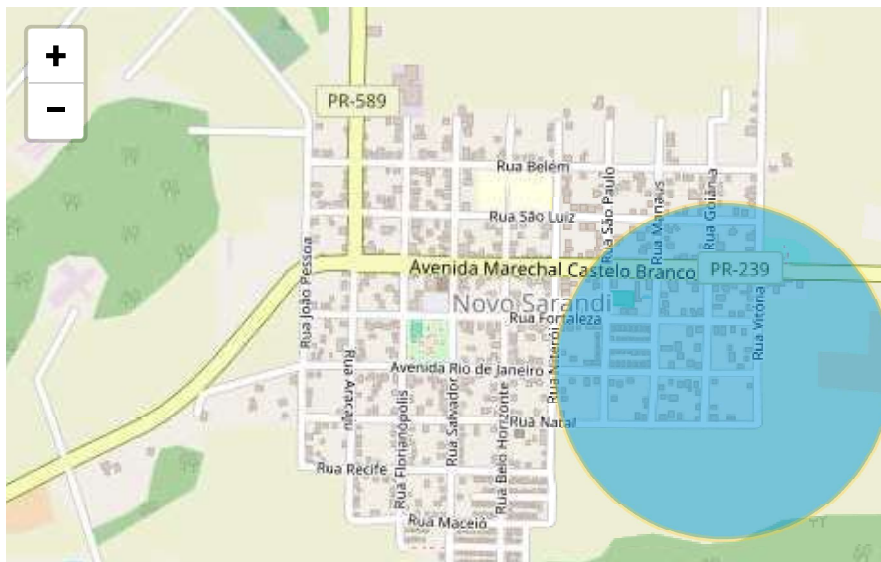 +
−
PR-589
Rua Belém
Rua São Paulo
Rua Manaus
Rua Goiânia
Rua São Luiz
Rua João Pessoa
Avenida Marechal Castelo Branco
PR-239
Novo Sarandi
Rua Fortaleza
Rua Vitória
Rua Niterói
Avenida Rio de Janeiro
Rua Aracaju
Rua Florianópolis
Rua Salvador
Rua Belo Horizonte
Rua Natal
Rua Recife
Rua Maceió